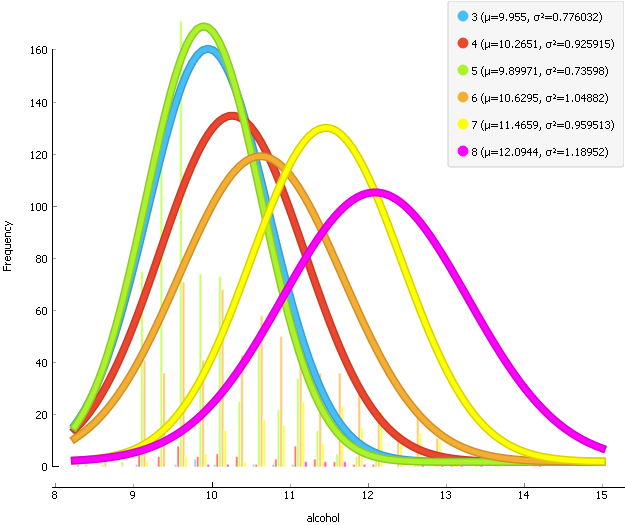 3 (μ=9.955, σ²=0.776032)
4 (μ=10.2651, σ²=0.925915)
5 (μ=9.89971, σ²=0.73598)
6 (μ=10.6295, σ²=1.04882)
7 (μ=11.4659, σ²=0.959513)
8 (μ=12.0944, σ²=1.18952)
160
140
120
100
80
60
40
20
0
Frequency
8 9 10 11 12 13 14 15
alcohol